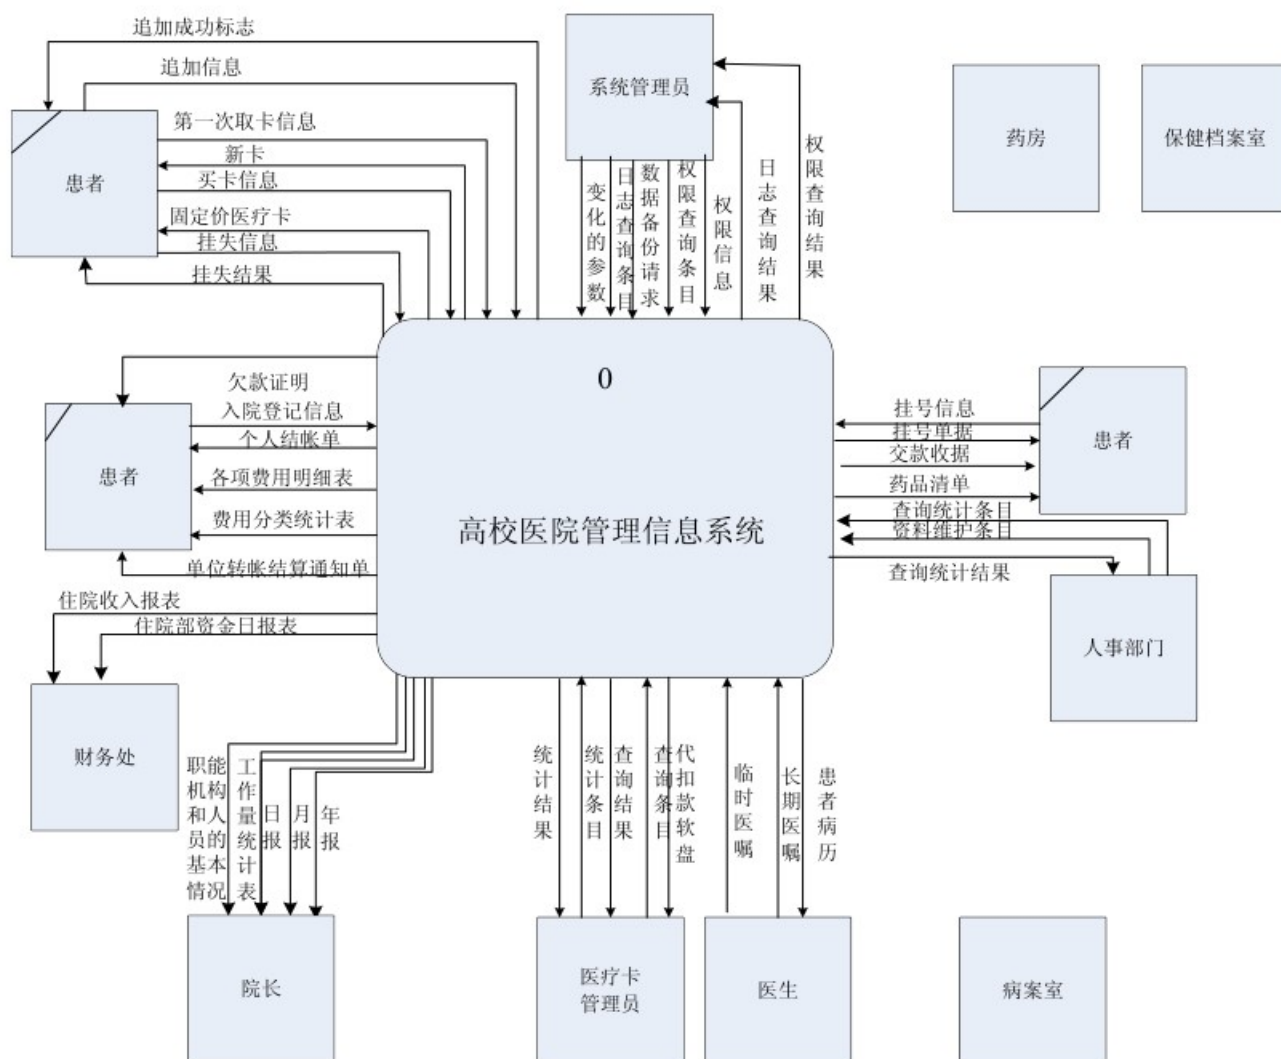 追加成功标志
追加信息
第一次取卡信息
新卡
买卡信息
固定价医疗卡
挂失信息
挂失结果
患者
系统管理员
变化的参数
日志查询条目
数据备份请求
权限查询条目
权限信息
日志查询结果
权限查询结果
药房
保健档案室
0
高校医院管理信息系统
欠款证明
入院登记信息
个人结帐单
各项费用明细表
费用分类统计表
单位转帐结算通知单
患者
挂号信息
挂号单据
交款收据
药品清单
患者
查询统计条目
资料维护条目
查询统计结果
人事部门
住院收入报表
住院部资金日报表
财务处
职能机构和人员的基本情况
工作量统计表
日报
月报
年报
院长
统计结果
统计条目
查询结果
查询条目
代扣款软盘
医疗卡
管理员
临时医嘱
长期医嘱
患者病历
医生
病案室